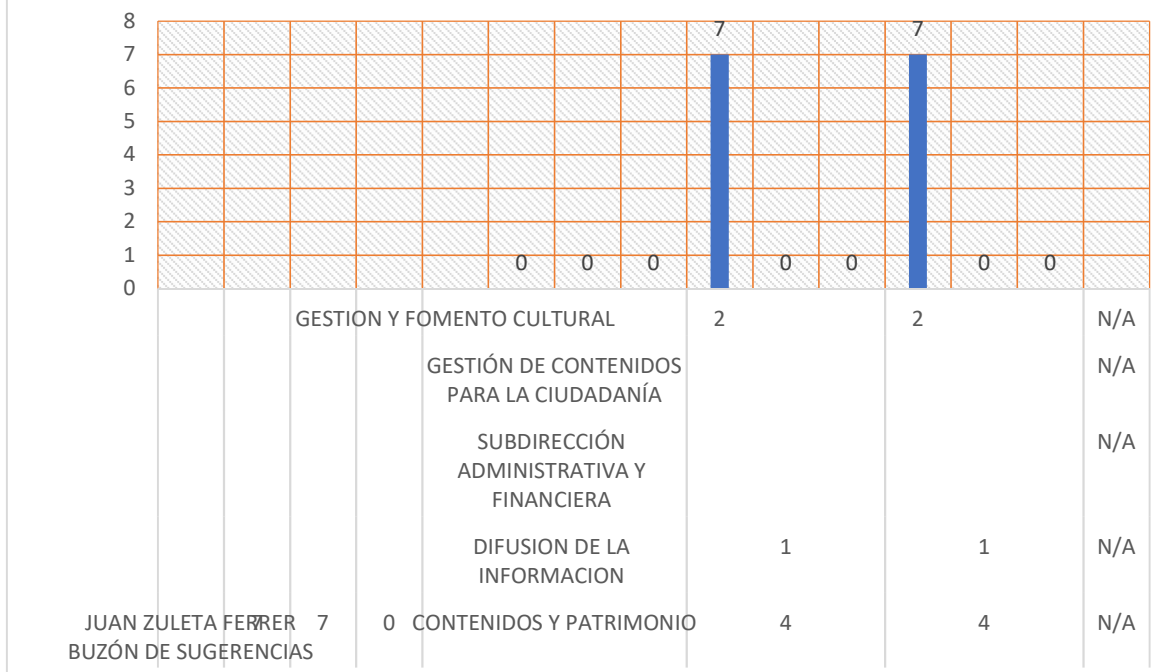 8
7
6
5
4
3
2
1
0
7 7
0 0 0 0 0 0 0
GESTION Y FOMENTO CULTURAL 2 2 N/A
GESTIÓN DE CONTENIDOS
PARA LA CIUDADANÍA
N/A
SUBDIRECCIÓN
ADMINISTRATIVA Y
FINANCIERA
N/A
DIFUSION DE LA
INFORMACION
1 1 N/A
JUAN ZULETA FERRER 7 7 0 CONTENIDOS Y PATRIMONIO 4 4 N/A
BUZÓN DE SUGERENCIAS